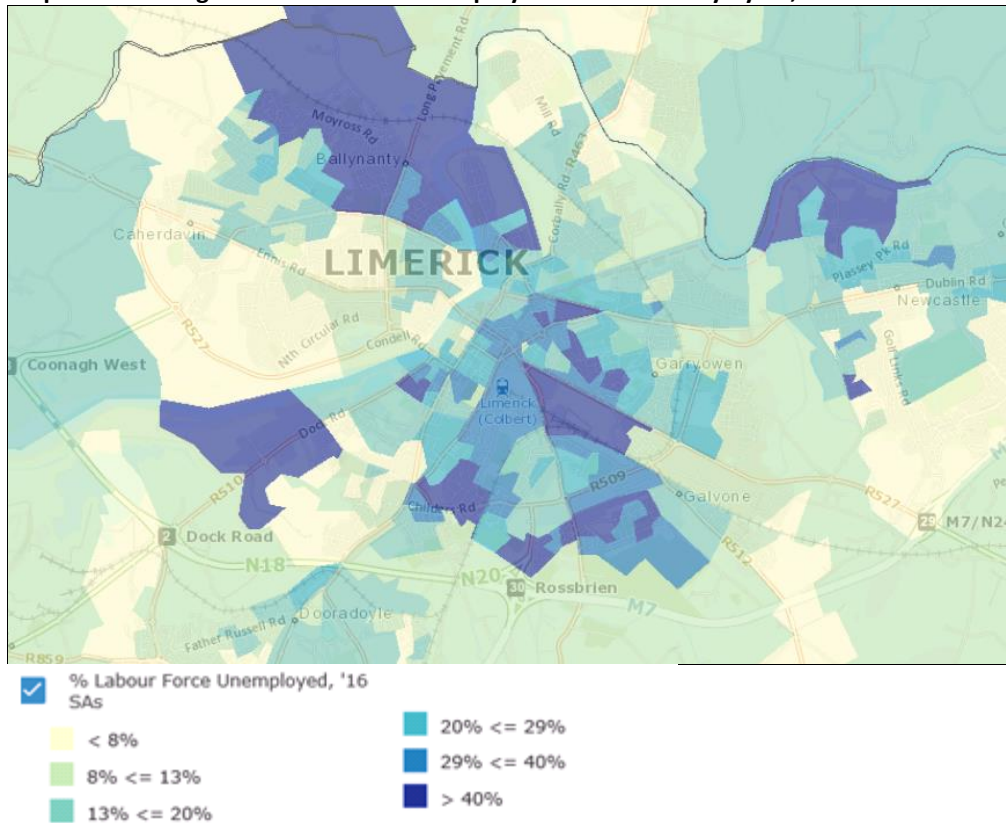 Moyross Rd
Long Pavement Rd
Mill Rd
Ballynanty
Corbally Rd R463
Caherdavin
Ennis Rd
LIMERICK
Plassey Pk Rd
Dublin Rd
Newcastle
R527
Nth Circular Rd
Condell Rd
Golf Links Rd
Coonagh West
Garryowen
Limerick
(Colbert)
Dock Rd
R510
R509
Galvone
Childers Rd
R527
29 M7/N24
2 Dock Road
R512
N18
N20
30 Rossbrien
M7
Dooradoyle
Father Russell Rd
R859
% Labour Force Unemployed, '16
SAs
< 8%
8% <= 13%
13% <= 20%
20% <= 29%
29% <= 40%
> 40%